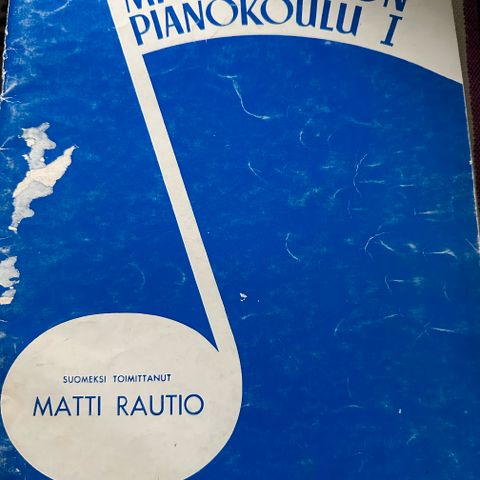 PIANOKOULU I
SUOMEKSI TOIMITTANUT
MATTI RAUTIO